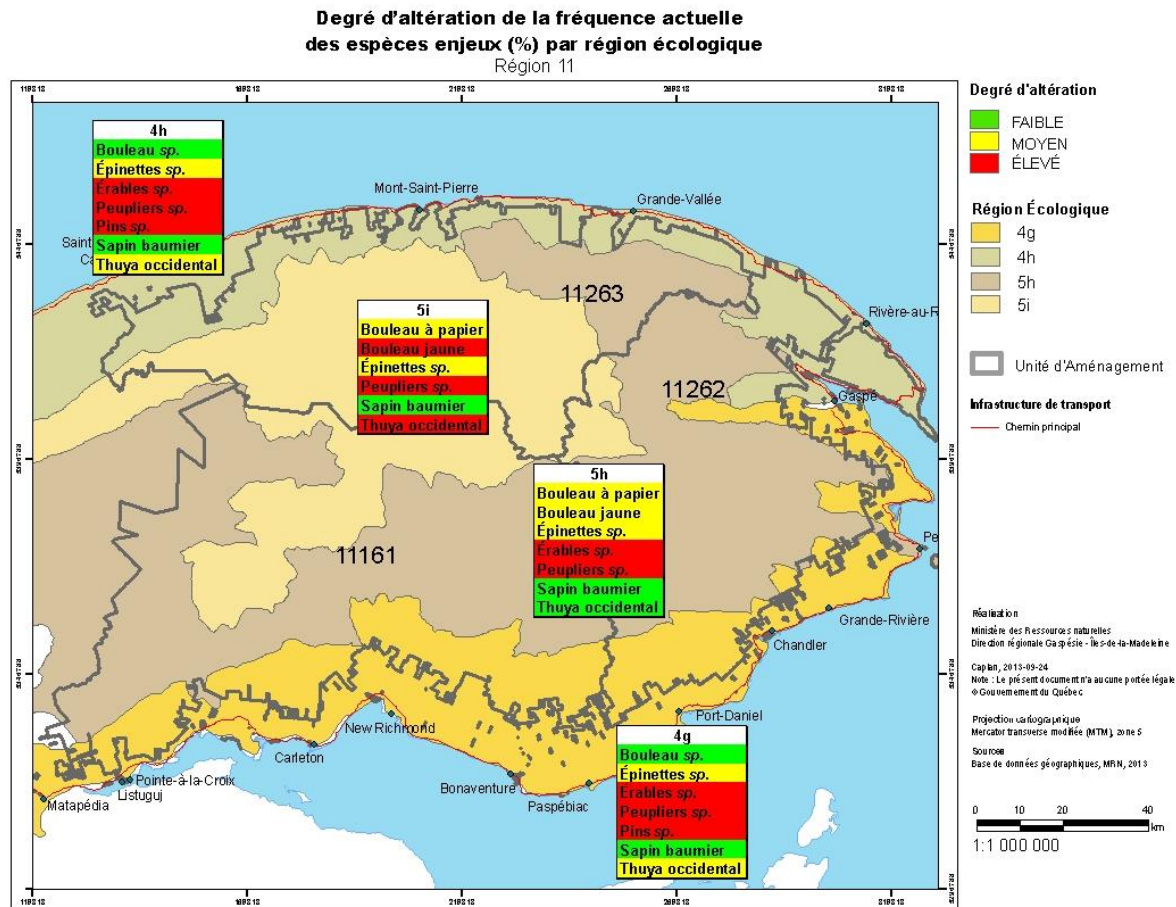 Degré d'altération de la fréquence actuelle
des espèces enjeux (%) par région écologique
Région 11
4h
Bouleau sp.
Épinettes sp.
Érables sp.
Peupliers sp.
Pins sp.
Sapin baumier
Thuya occidental
Mont-Saint-Pierre
Grande-Vallée
11263
5i
Bouleau à papier
Bouleau jaune
Épinettes sp.
Peupliers sp.
Sapin baumier
Thuya occidental
Rivère-au-R
11262
Gaspé
5h
Bouleau à papier
Bouleau jaune
Épinettes sp.
Érables sp.
Peupliers sp.
Sapin baumier
Thuya occidental
11161
Pe
Grande-Rivière
Chandler
Port-Daniel
New Richmond
Carleton
Bonaventure
Paspébiac
Pointe-à-la-Croix
Listuguj
Matapédia
4g
Bouleau sp.
Épinettes sp.
Érables sp.
Peupliers sp.
Pins sp.
Sapin baumier
Thuya occidental
Degré d'altération
FAIBLE
MOYEN
ÉLEVÉ
Région Écologique
4g
4h
5h
5i
Unité d'Aménagement
Infrastructure de transport
Chemin principal
Réalisation
Ministère des Ressources naturelles
Direction régionale Gaspésie - Îles-de-la-Madeleine
Caplan, 2013-09-24
Note : Le présent document n'a aucune portée légale
© Gouvernement du Québec
Projection cartographique
Mercator transverse modifiée (MTM), zone 5
Sources
Base de données géographiques, MRN, 2013
0 10 20 40
km
1:1 000 000